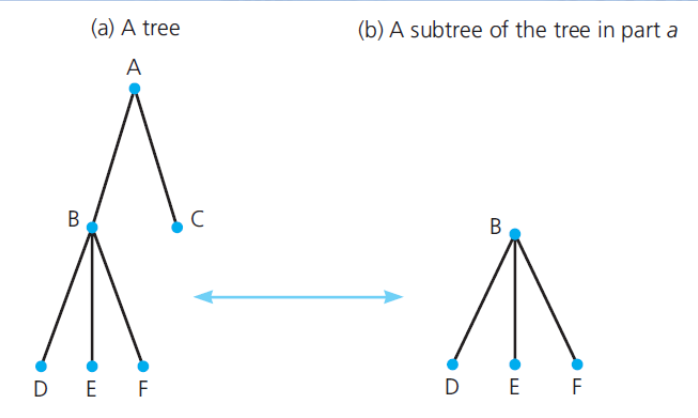 (a) A tree
(b) A subtree of the tree in part a
A
B
C
B
D E F
D E F